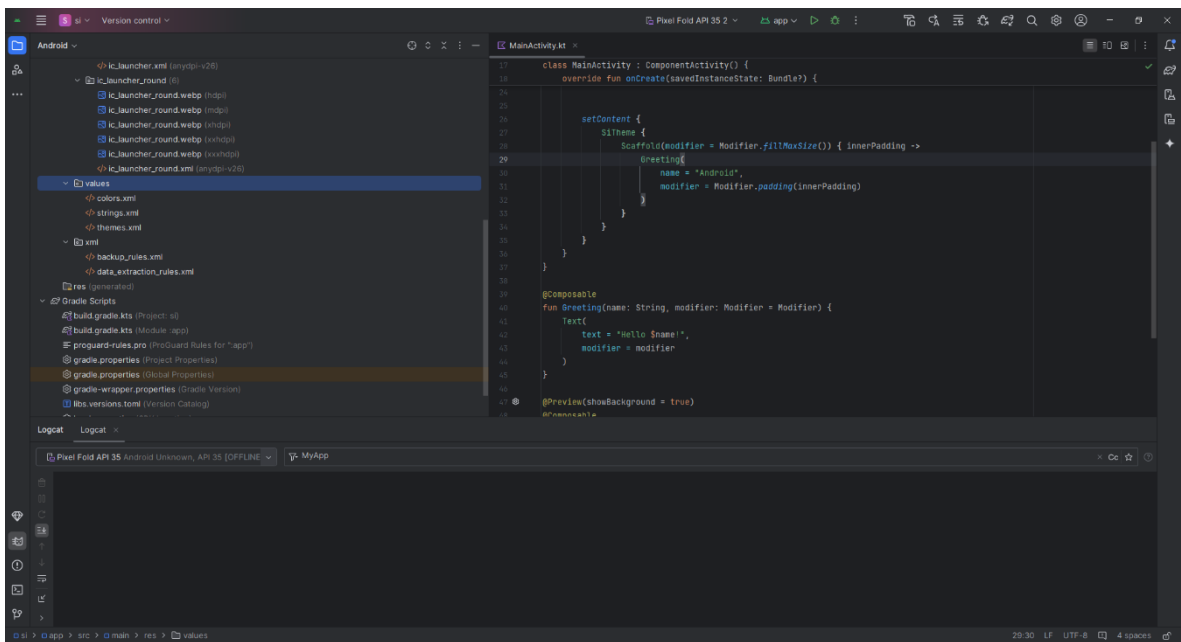 S si Version control Pixel Fold API 35 2 app
Android
MainActivity.kt
ic_launcher.xml (anydpi-v26)
ic_launcher_round (6)
ic_launcher_round.webp (hdpi)
ic_launcher_round.webp (mdpi)
ic_launcher_round.webp (xhdpi)
ic_launcher_round.webp (xxhdpi)
ic_launcher_round.webp (xxxhdpi)
ic_launcher_round.xml (anydpi-v26)
values
colors.xml
strings.xml
themes.xml
xml
backup_rules.xml
data_extraction_rules.xml
res (generated)
Gradle Scripts
build.gradle.kts (Project: si)
build.gradle.kts (Module :app)
proguard-rules.pro (ProGuard Rules for ":app")
gradle.properties (Project Properties)
gradle.properties (Global Properties)
gradle-wrapper.properties (Gradle Version)
libs.versions.toml (Version Catalog)
17 class MainActivity : ComponentActivity() {
18 override fun onCreate(savedInstanceState: Bundle?) {
24
25
26 setContent {
27 SiTheme {
28 Scaffold(modifier = Modifier.fillMaxSize()) { innerPadding ->
29 Greeting(
30 name = "Android",
31 modifier = Modifier.padding(innerPadding)
32 )
33 }
34 }
35 }
36 }
37 }
38
39 @Composable
40 fun Greeting(name: String, modifier: Modifier = Modifier) {
41 Text(
42 text = "Hello $name!",
43 modifier = modifier
44 )
45 }
46
47 @Preview(showBackground = true)
48 @Composable
Logcat Logcat
Pixel Fold API 35 Android Unknown, API 35 [OFFLINE MyApp Cc
si > app > src > main > res > values 29:30 LF UTF-8 4 spaces